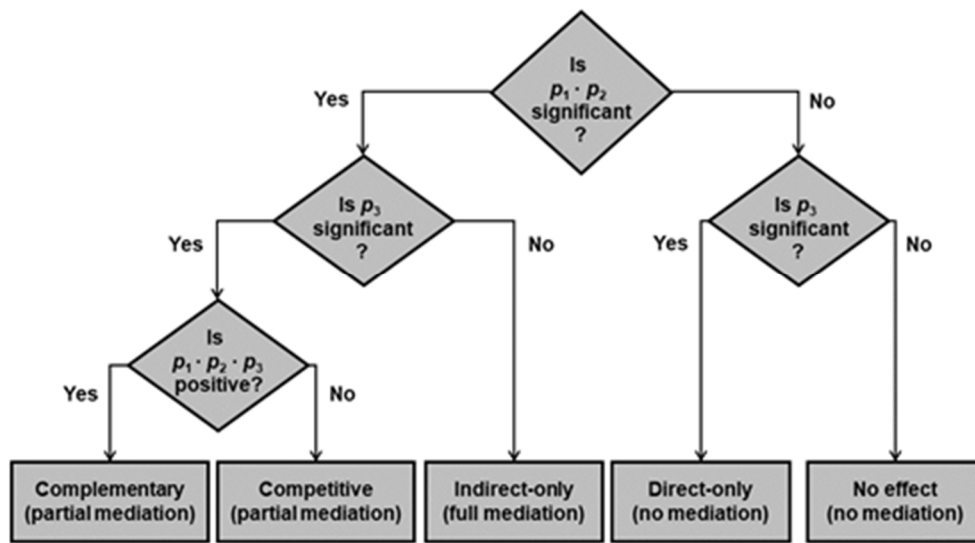 Is
p₁ · p₂
significant
?
Yes
No
Is p₃
significant
?
Is p₃
significant
?
Yes
No
Yes
No
Is
p₁ · p₂ · p₃
positive?
Yes
No
Complementary
(partial mediation)
Competitive
(partial mediation)
Indirect-only
(full mediation)
Direct-only
(no mediation)
No effect
(no mediation)